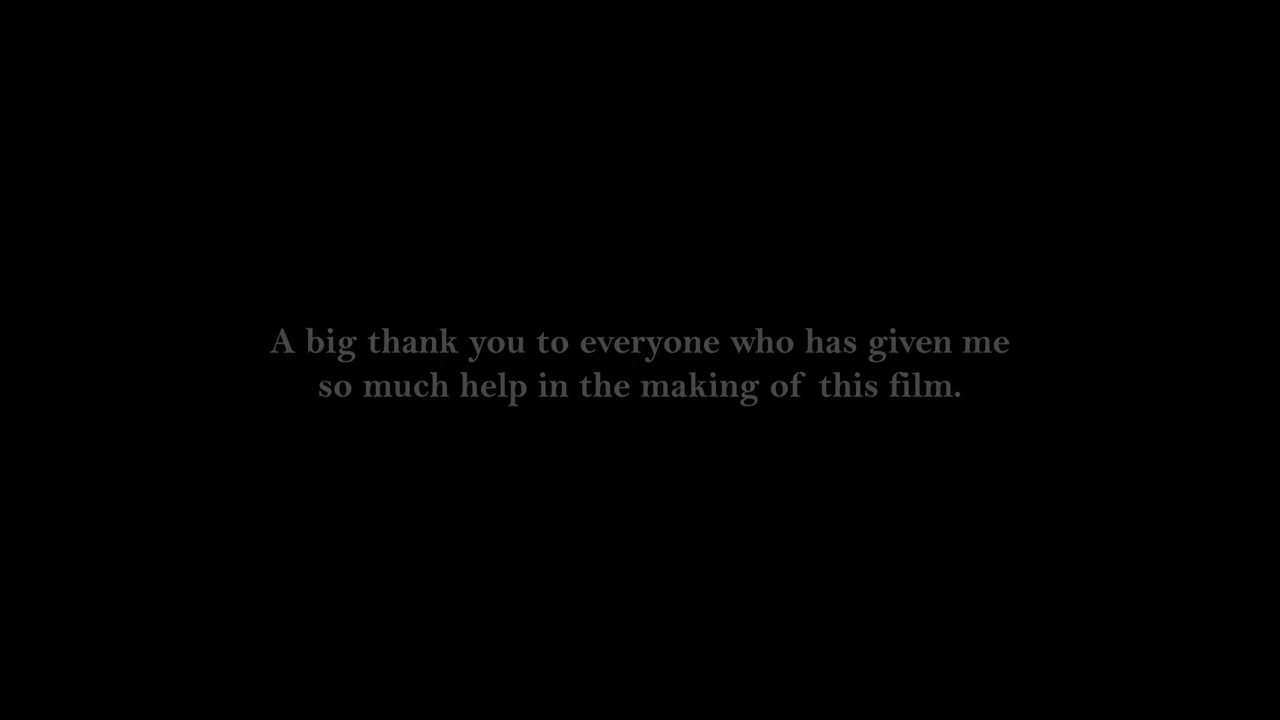 A big thank you to everyone who has given me
so much help in the making of this film.